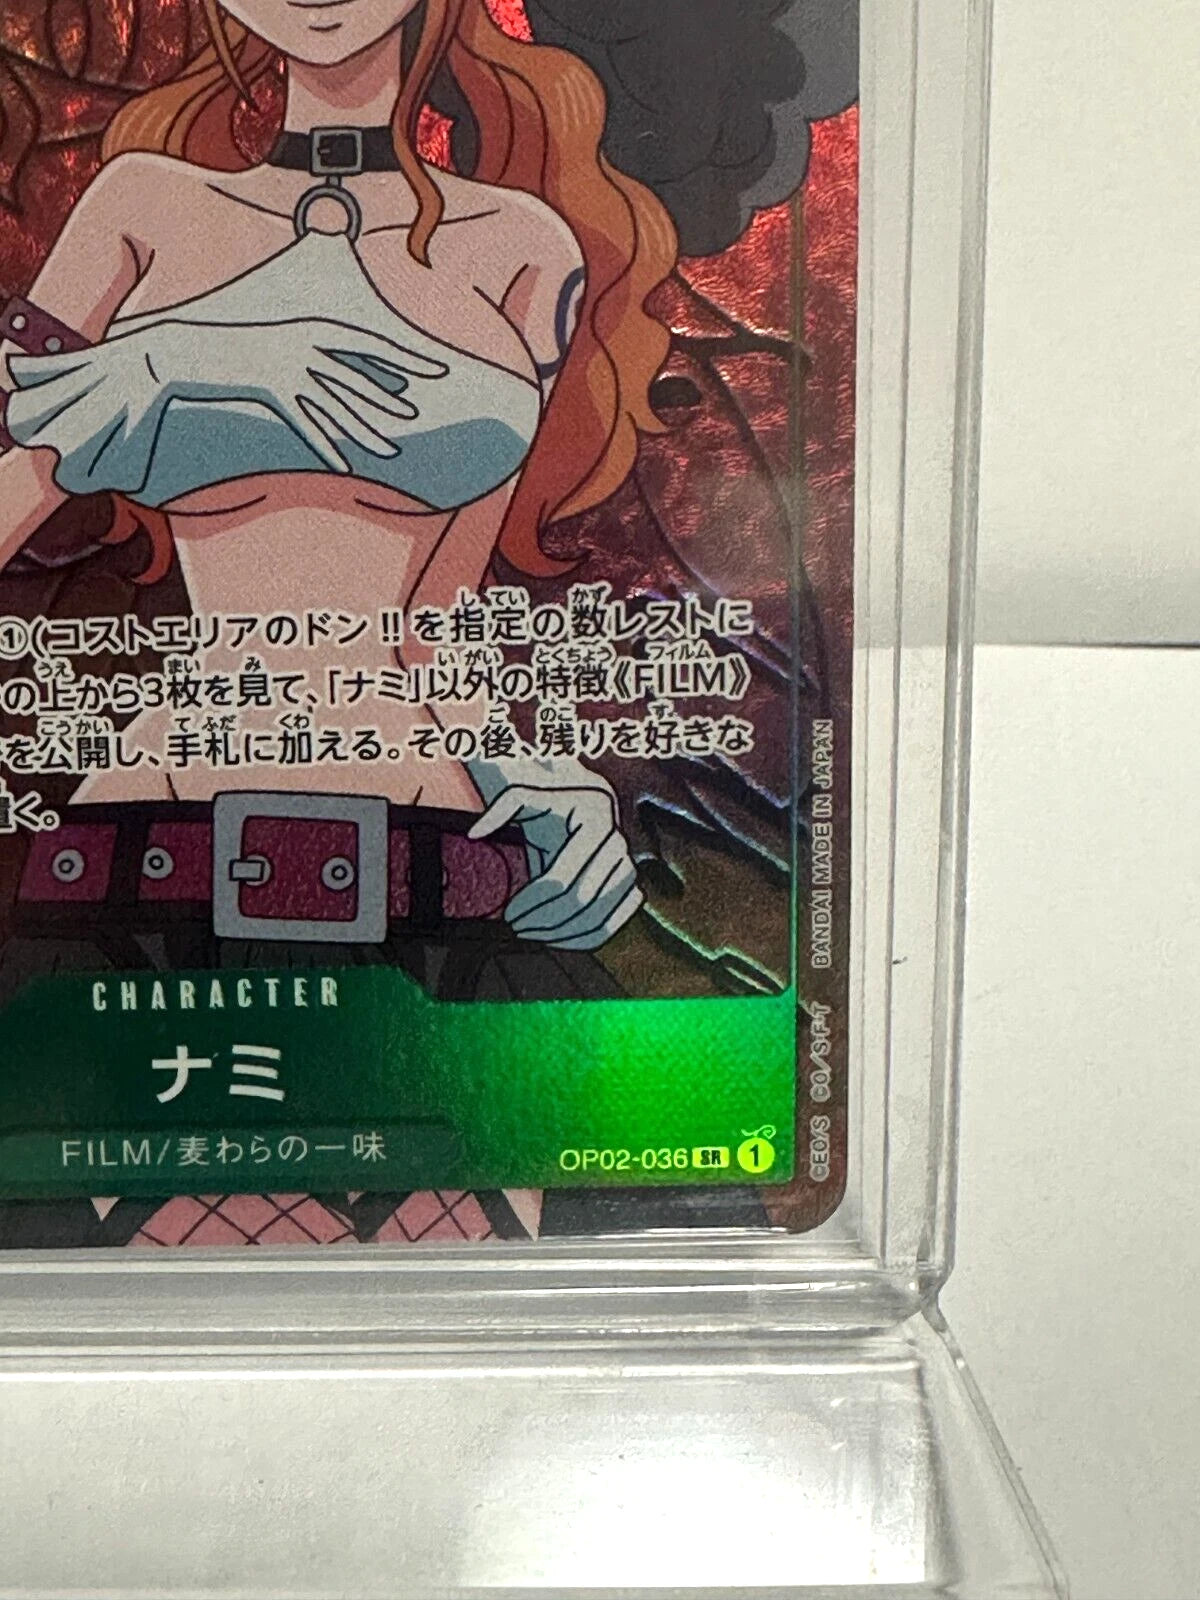 ①(コストエリアのドン!!を指定の数レストに
の上から3枚を見て、「ナミ」以外の特徴《FILM》
を公開し、手札に加える。その後、残りを好きな
置く。
CHARACTER
ナミ
FILM/麦わらの一味
OP02-036 SR 1
©EO/S ©O/S・F・T BANDAI MADE IN JAPAN